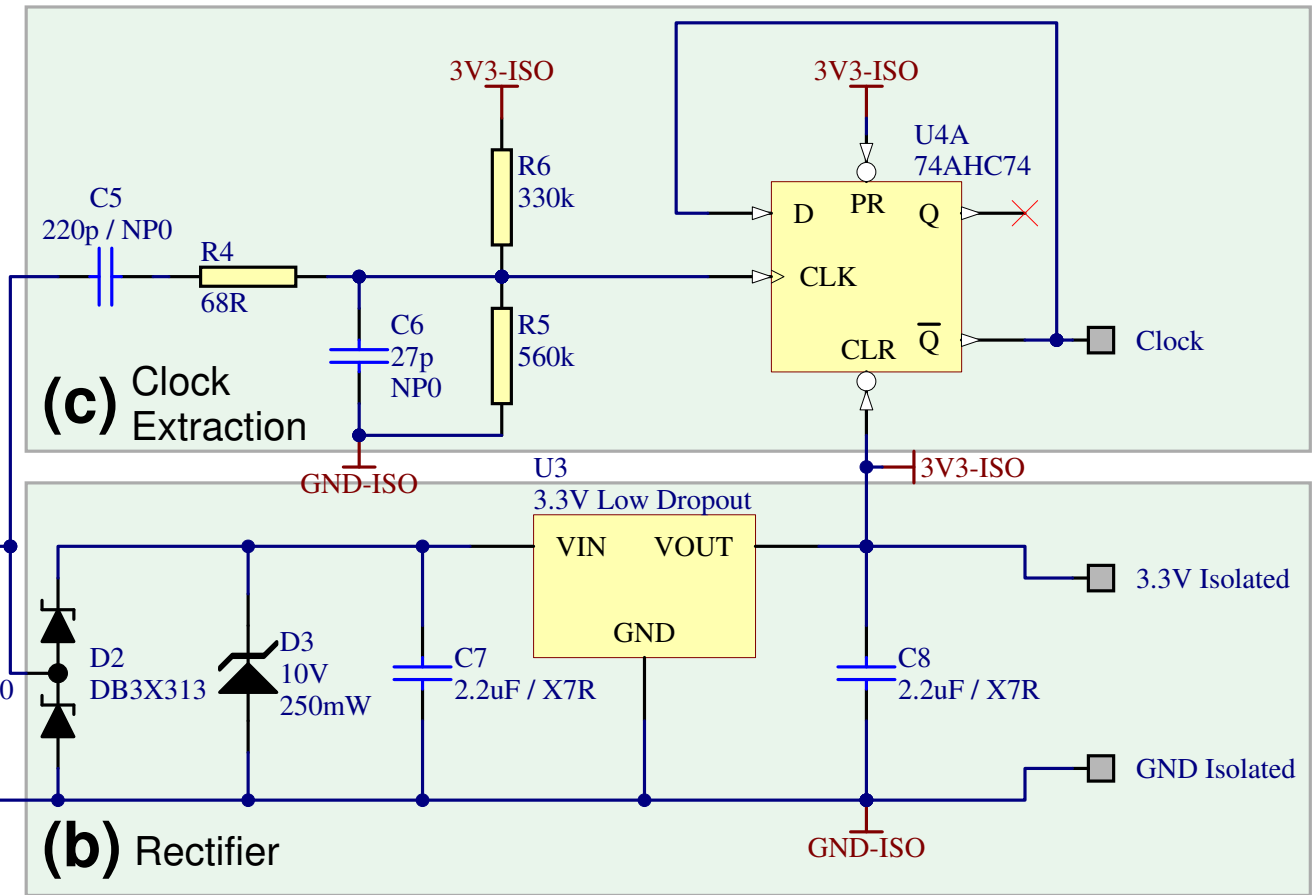 3V3-ISO
3V3-ISO
U4A
74AHC74
R6
330k
C5
220p / NP0
R4
68R
D
PR
Q
CLK
C6
27p
NP0
R5
560k
CLR
Q
Clock
(c) Clock
Extraction
GND-ISO
3V3-ISO
U3
3.3V Low Dropout
VIN
VOUT
GND
3.3V Isolated
D2
DB3X313
D3
10V
250mW
C7
2.2uF / X7R
C8
2.2uF / X7R
0
GND Isolated
(b) Rectifier
GND-ISO